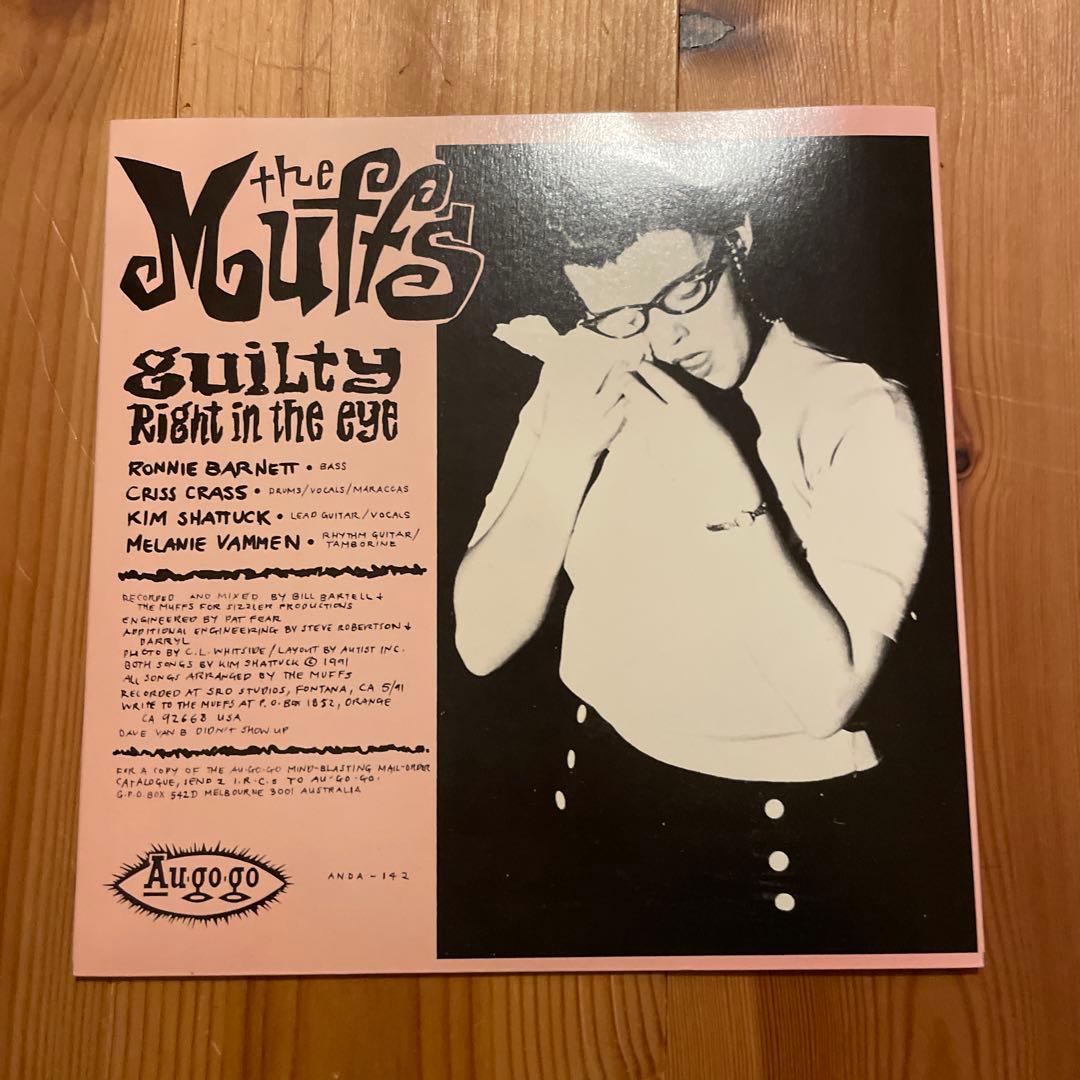 the
Muffs
guilty
Right in the eye
RONNIE BARNETT • BASS
CRISS CRASS • DRUMS/VOCALS/MARACCAS
KIM SHATTUCK • LEAD GUITAR/VOCALS
MELANIE VAMMEN • RHYTHM GUITAR/
TAMBORINE
RECORDED AND MIXED BY BILL BARTELL +
THE MUFFS FOR SIZZLER PRODUCTIONS
ENGINEERED BY PAT FEAR
ADDITIONAL ENGINEERING BY STEVE ROBERTSON +
DARRYL
PHOTO BY C.L. WHITSIDE / LAYOUT BY AUTIST INC.
BOTH SONGS BY KIM SHATTUCK © 1991
ALL SONGS ARRANGED BY THE MUFFS
RECORDED AT SRO STUDIOS, FONTANA, CA 5/91
WRITE TO THE MUFFS AT P.O. BOX 1852, ORANGE
CA 92668 USA
DAVE VAN B DIDN'T SHOW UP
FOR A COPY OF THE AU·GO·GO MIND-BLASTING MAIL-ORDER
CATALOGUE, SEND 2 I.R.C.s TO AU·GO·GO
G.P.O. BOX 542D MELBOURNE 3001 AUSTRALIA
Au·go·go
ANDA-142